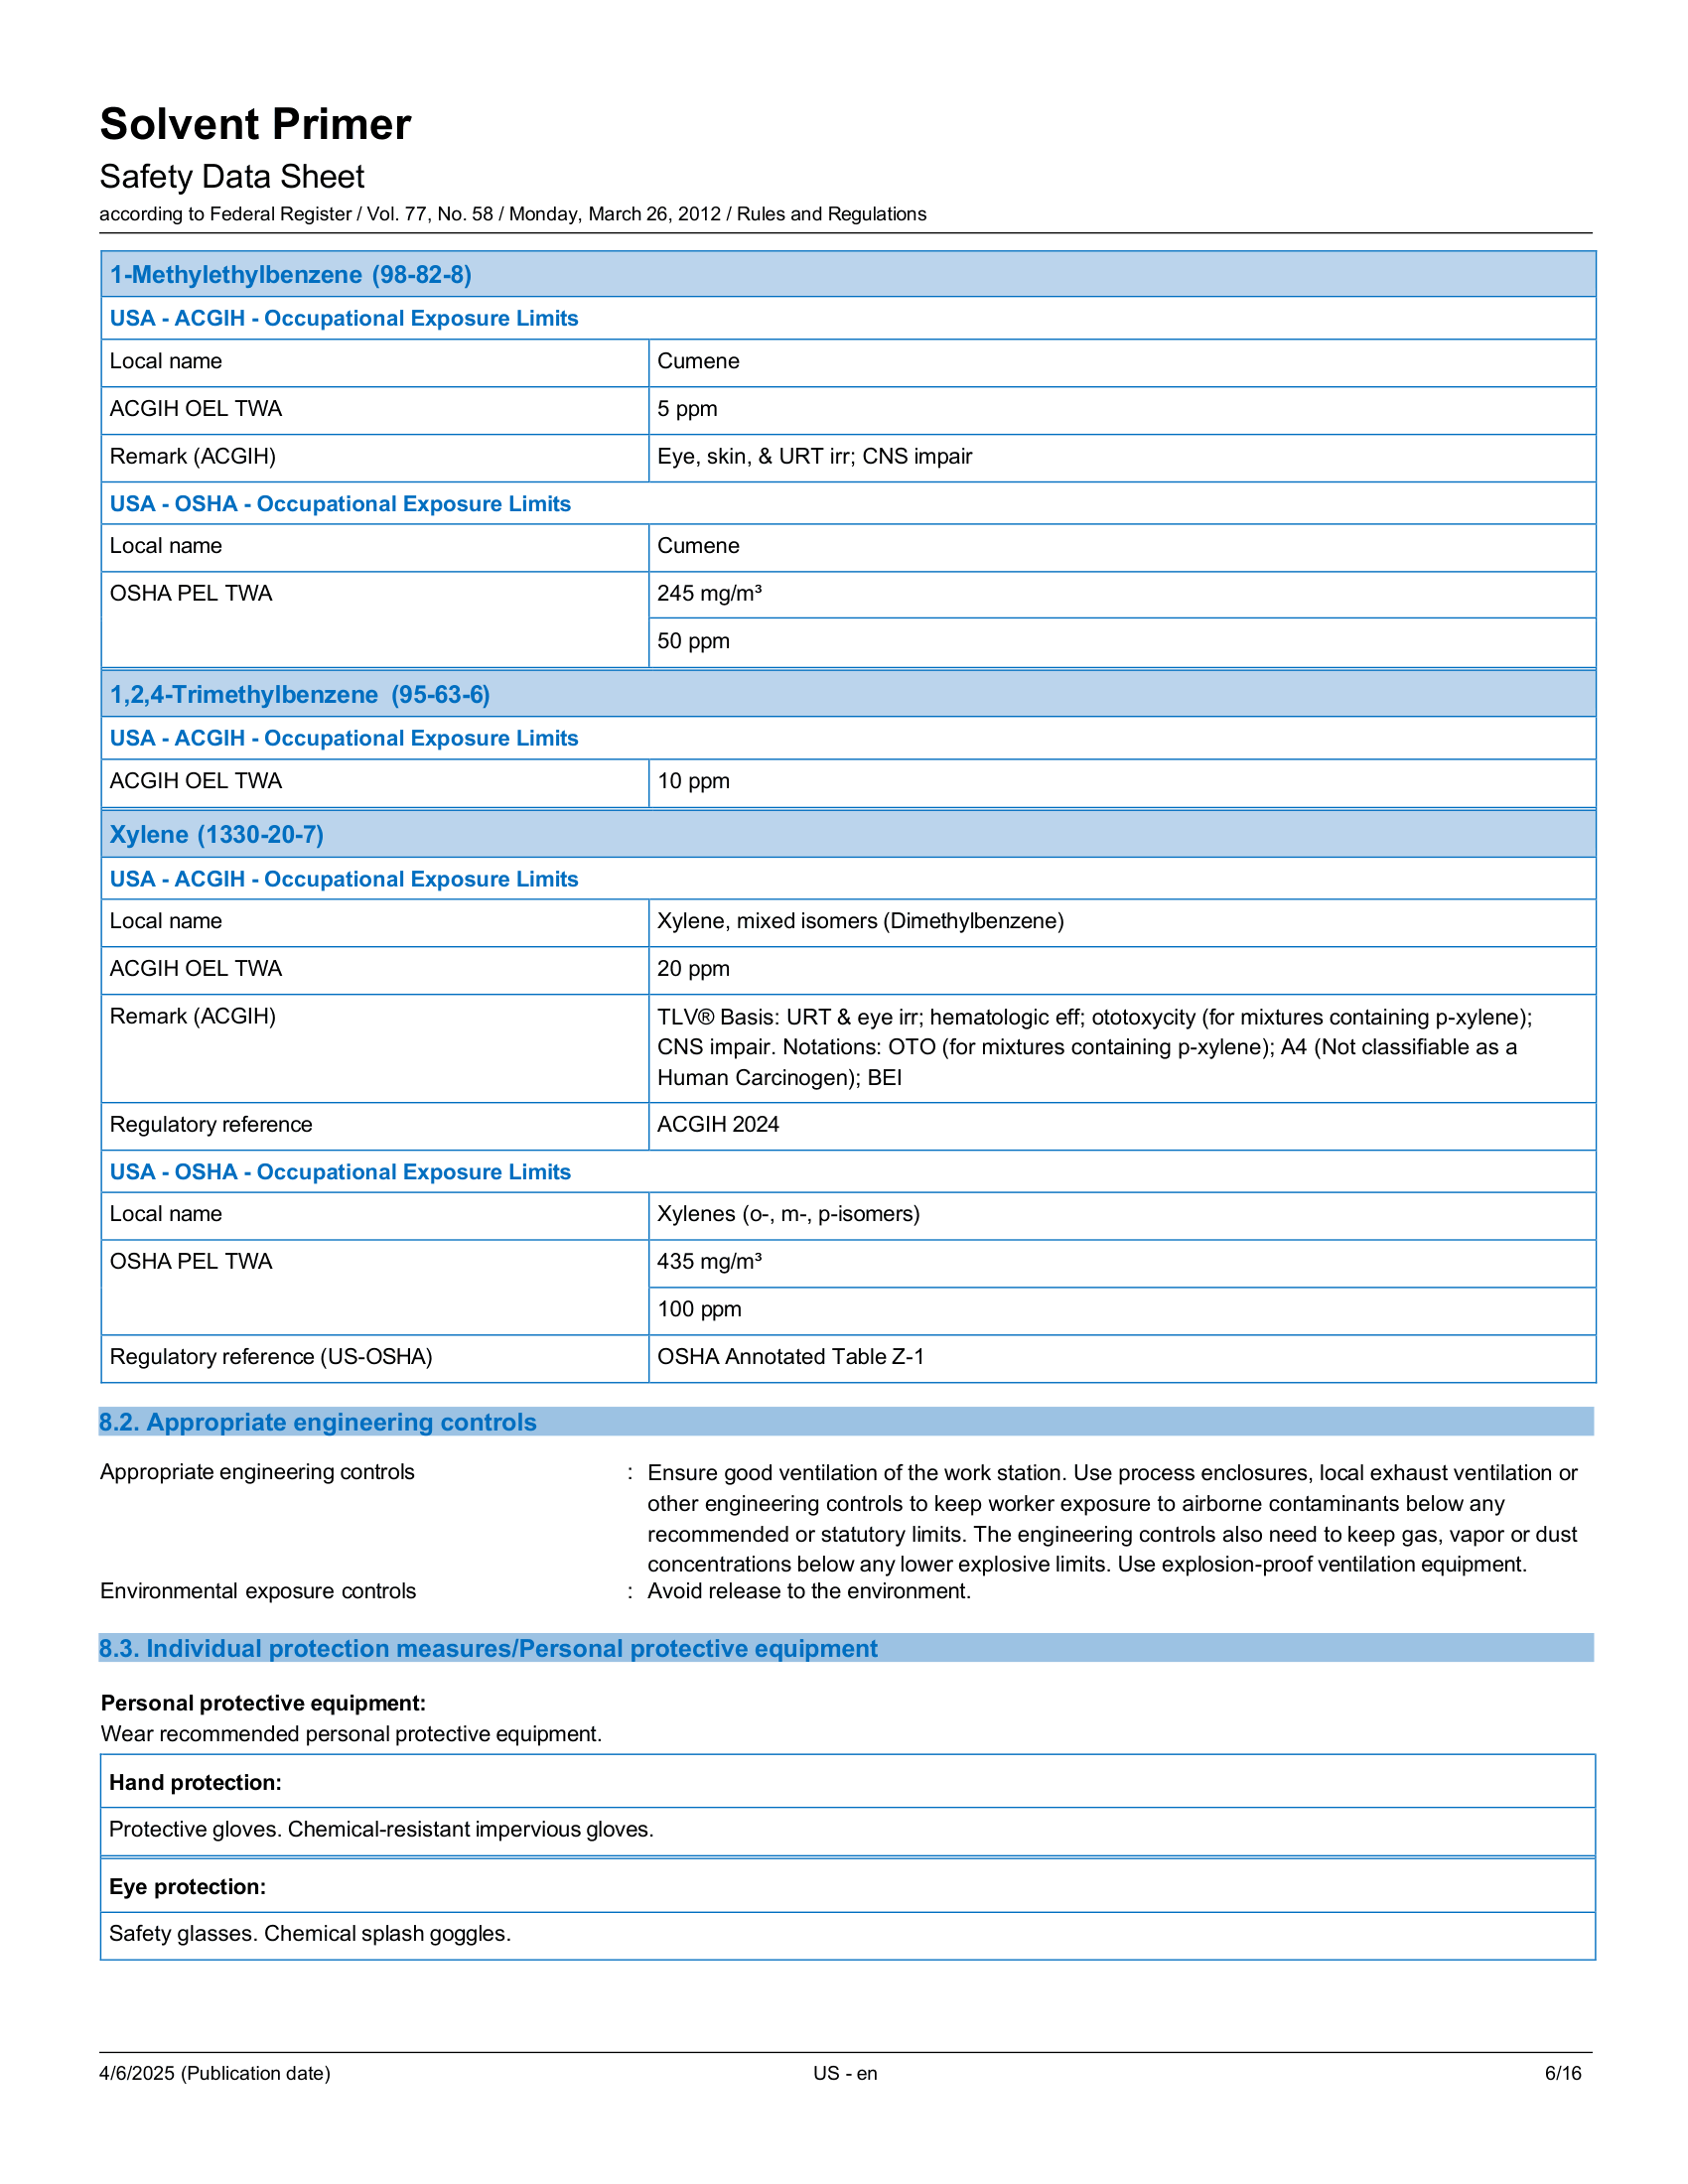 Solvent Primer
Safety Data Sheet
according to Federal Register / Vol. 77, No. 58 / Monday, March 26, 2012 / Rules and Regulations
1-Methylethylbenzene (98-82-8)
USA - ACGIH - Occupational Exposure Limits
Local name Cumene
ACGIH OEL TWA 5 ppm
Remark (ACGIH) Eye, skin, & URT irr; CNS impair
USA - OSHA - Occupational Exposure Limits
Local name Cumene
OSHA PEL TWA 245 mg/m³
50 ppm
1,2,4-Trimethylbenzene (95-63-6)
USA - ACGIH - Occupational Exposure Limits
ACGIH OEL TWA 10 ppm
Xylene (1330-20-7)
USA - ACGIH - Occupational Exposure Limits
Local name Xylene, mixed isomers (Dimethylbenzene)
ACGIH OEL TWA 20 ppm
Remark (ACGIH) TLV® Basis: URT & eye irr; hematologic eff; ototoxycity (for mixtures containing p-xylene);
CNS impair. Notations: OTO (for mixtures containing p-xylene); A4 (Not classifiable as a
Human Carcinogen); BEI
Regulatory reference ACGIH 2024
USA - OSHA - Occupational Exposure Limits
Local name Xylenes (o-, m-, p-isomers)
OSHA PEL TWA 435 mg/m³
100 ppm
Regulatory reference (US-OSHA) OSHA Annotated Table Z-1
8.2. Appropriate engineering controls
Appropriate engineering controls : Ensure good ventilation of the work station. Use process enclosures, local exhaust ventilation or
other engineering controls to keep worker exposure to airborne contaminants below any
recommended or statutory limits. The engineering controls also need to keep gas, vapor or dust
concentrations below any lower explosive limits. Use explosion-proof ventilation equipment.
Environmental exposure controls : Avoid release to the environment.
8.3. Individual protection measures/Personal protective equipment
Personal protective equipment:
Wear recommended personal protective equipment.
Hand protection:
Protective gloves. Chemical-resistant impervious gloves.
Eye protection:
Safety glasses. Chemical splash goggles.
4/6/2025 (Publication date) US - en 6/16